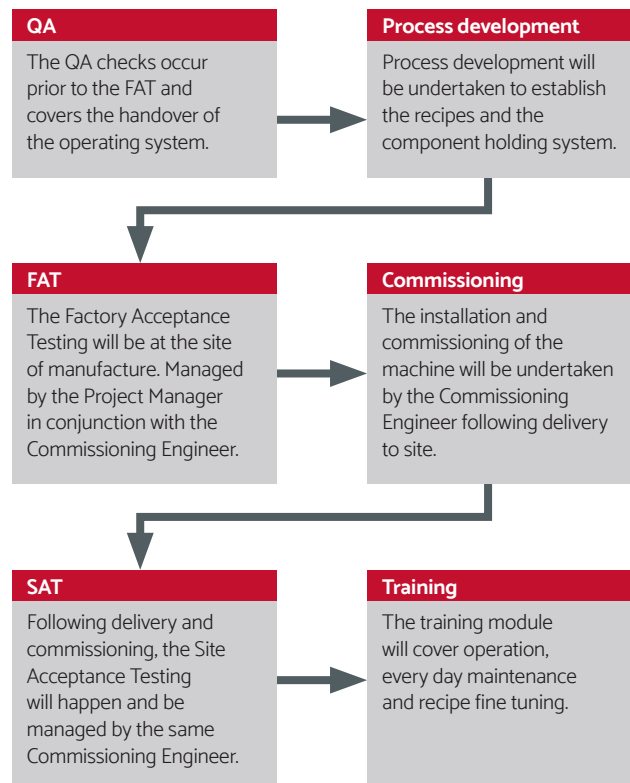 QA
The QA checks occur
prior to the FAT and
covers the handover of
the operating system.
Process development
Process development will
be undertaken to establish
the recipes and the
component holding system.
FAT
The Factory Acceptance
Testing will be at the site
of manufacture. Managed
by the Project Manager
in conjunction with the
Commissioning Engineer.
Commissioning
The installation and
commissioning of the
machine will be undertaken
by the Commissioning
Engineer following delivery
to site.
SAT
Following delivery and
commissioning, the Site
Acceptance Testing
will happen and be
managed by the same
Commissioning Engineer.
Training
The training module
will cover operation,
every day maintenance
and recipe fine tuning.